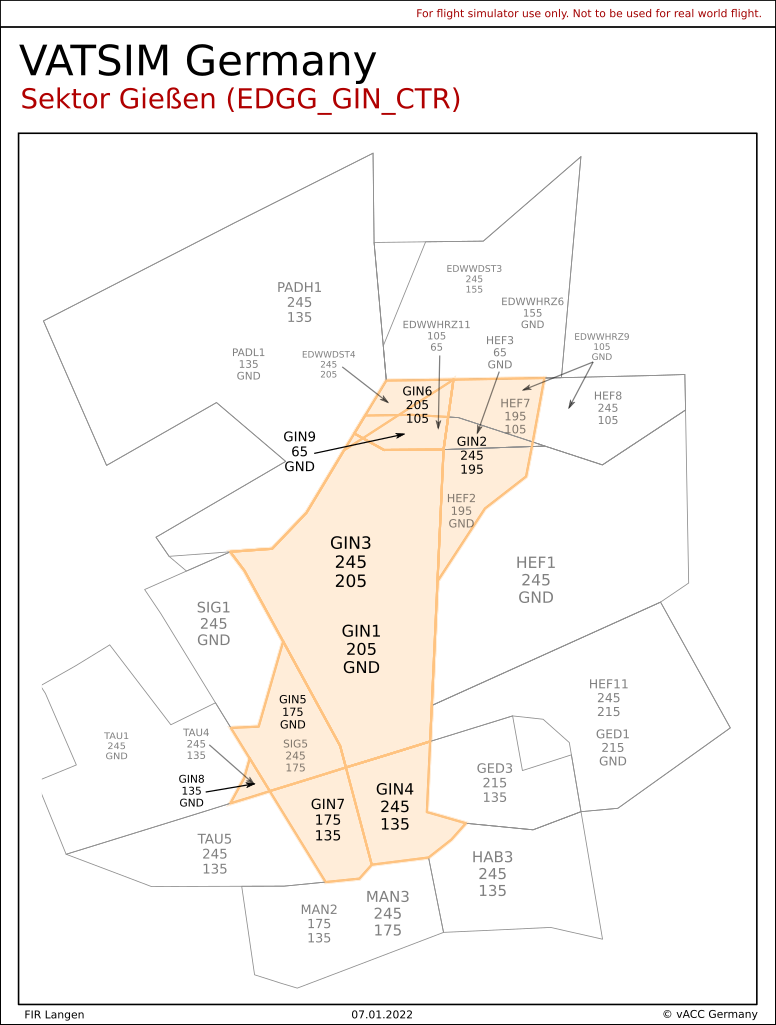 For flight simulator use only. Not to be used for real world flight.
VATSIM Germany
Sektor Gießen (EDGG_GIN_CTR)
PADH1
245
135
EDWWDST3
245
155
EDWWHRZ6
155
GND
EDWWHRZ11
105
65
HEF3
65
GND
EDWWHRZ9
105
GND
PADL1
135
GND
EDWWDST4
245
205
GIN6
205
105
HEF7
195
105
HEF8
245
105
GIN9
65
GND
GIN2
245
195
HEF2
195
GND
GIN3
245
205
HEF1
245
GND
SIG1
245
GND
GIN1
205
GND
HEF11
245
215
GIN5
175
GND
TAU1
245
GND
TAU4
245
135
SIG5
245
175
GED1
215
GND
GIN8
135
GND
GED3
215
135
GIN7
175
135
GIN4
245
135
TAU5
245
135
HAB3
245
135
MAN2
175
135
MAN3
245
175
FIR Langen
07.01.2022
© vACC Germany